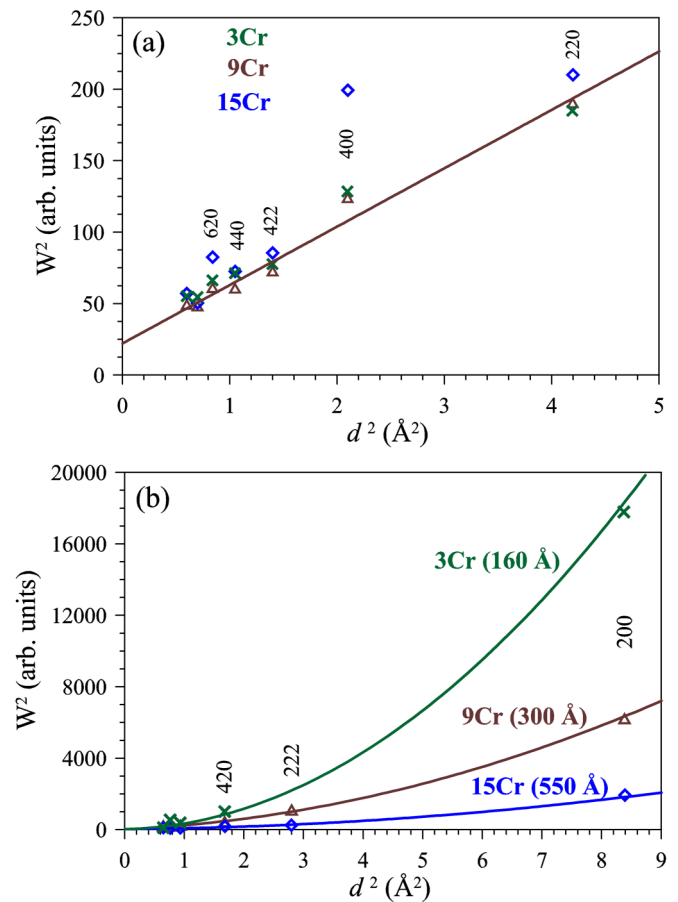 (a)
3Cr
9Cr
15Cr
250
200
150
100
50
0
W² (arb. units)
620
440
422
400
220
0 1 2 3 4 5
d ² (Å²)
(b)
20000
16000
12000
8000
4000
0
W² (arb. units)
3Cr (160 Å)
9Cr (300 Å)
15Cr (550 Å)
420
222
200
0 1 2 3 4 5 6 7 8 9
d ² (Å²)